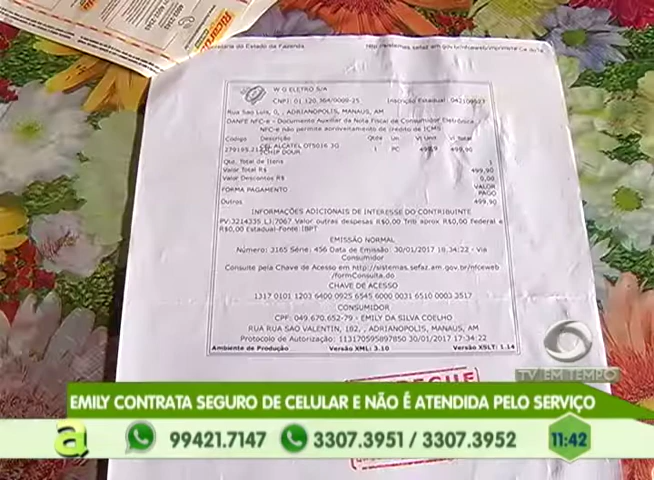 Secretaria do Estado da Fazenda
W G ELETRO S/A
CNPJ: 01.120.364/0009-25 Inscrição Estadual: 042109527
Rua Sao Luis, 0, , ADRIANOPOLIS, MANAUS, AM
DANFE NFC-e - Documento Auxiliar da Nota Fiscal de Consumidor Eletrônica
NFC-e não permite aproveitamento de crédito de ICMS
Código Descrição Qtde Un Vl Unit Vl Total
CEL ALCATEL OT5016 3G
1 PC 499,9 499,90
2CHIP DOUR
Qtd. Total de Itens 1
Valor Total R$ 499,90
Valor Descontos R$ 0,00
FORMA PAGAMENTO VALOR PAGO
Outros 499,90
INFORMAÇÕES ADICIONAIS DE INTERESSE DO CONTRIBUINTE
PV:3214335 L3:7067 Valor outras despesas R$0,00 Trib aprox R$0,00 Federal e
R$0,00 Estadual-Fonte:IBPT
EMISSÃO NORMAL
Número: 3165 Série: 456 Data de Emissão: 30/01/2017 18:34:22 - Via
Consumidor
Consulte pela Chave de Acesso em http://sistemas.sefaz.am.gov.br/nfceweb
/formConsulta.do
CHAVE DE ACESSO
1317 0101 1203 6400 0925 6545 6000 0031 6510 0003 3517
CONSUMIDOR
CPF: 049.670.652-79 - EMILY DA SILVA COELHO
RUA RUA SAO VALENTIN, 182, , ADRIANOPOLIS, MANAUS, AM
Protocolo de Autorização: 113170595897850 30/01/2017 17:34:22
Ambiente de Produção Versão XML: 3.10 Versão XSLT: 1.14
TV EM TEMPO
EMILY CONTRATA SEGURO DE CELULAR E NÃO É ATENDIDA PELO SERVIÇO
a 99421.7147 3307.3951 / 3307.3952 11:42